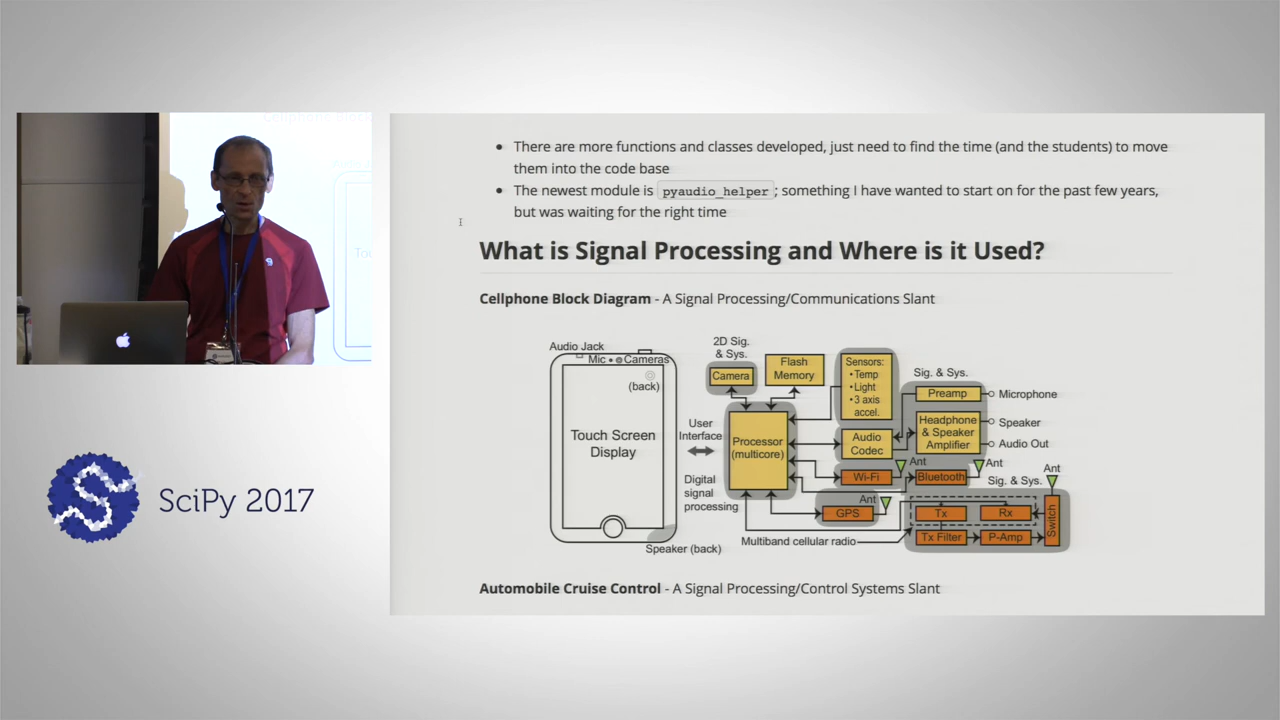 • There are more functions and classes developed, just need to find the time (and the students) to move
them into the code base
• The newest module is pyaudio_helper; something I have wanted to start on for the past few years,
but was waiting for the right time
What is Signal Processing and Where is it Used?
Cellphone Block Diagram - A Signal Processing/Communications Slant
Audio Jack
Mic
Cameras
(back)
Touch Screen
Display
Speaker (back)
User
Interface
Digital
signal
processing
2D Sig.
& Sys.
Camera
Flash
Memory
Sensors:
• Temp
• Light
• 3 axis
accel.
Sig. & Sys.
Preamp
Microphone
Processor
(multicore)
Audio
Codec
Headphone
& Speaker
Amplifier
Speaker
Audio Out
Wi-Fi
Ant
Bluetooth
Ant
GPS
Ant
Sig. & Sys.
Ant
Tx
Rx
Switch
Tx Filter
P-Amp
Multiband cellular radio
Automobile Cruise Control - A Signal Processing/Control Systems Slant
SciPy 2017